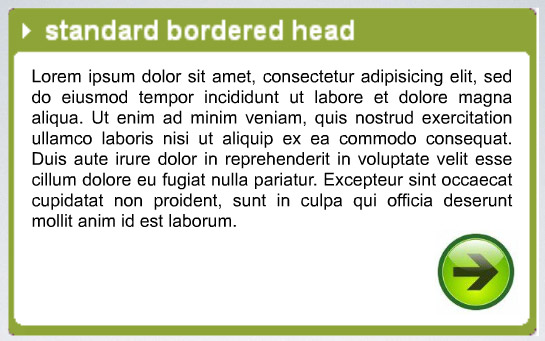 standard bordered head
Lorem ipsum dolor sit amet, consectetur adipisicing elit, sed
do eiusmod tempor incididunt ut labore et dolore magna
aliqua. Ut enim ad minim veniam, quis nostrud exercitation
ullamco laboris nisi ut aliquip ex ea commodo consequat.
Duis aute irure dolor in reprehenderit in voluptate velit esse
cillum dolore eu fugiat nulla pariatur. Excepteur sint occaecat
cupidatat non proident, sunt in culpa qui officia deserunt
mollit anim id est laborum.